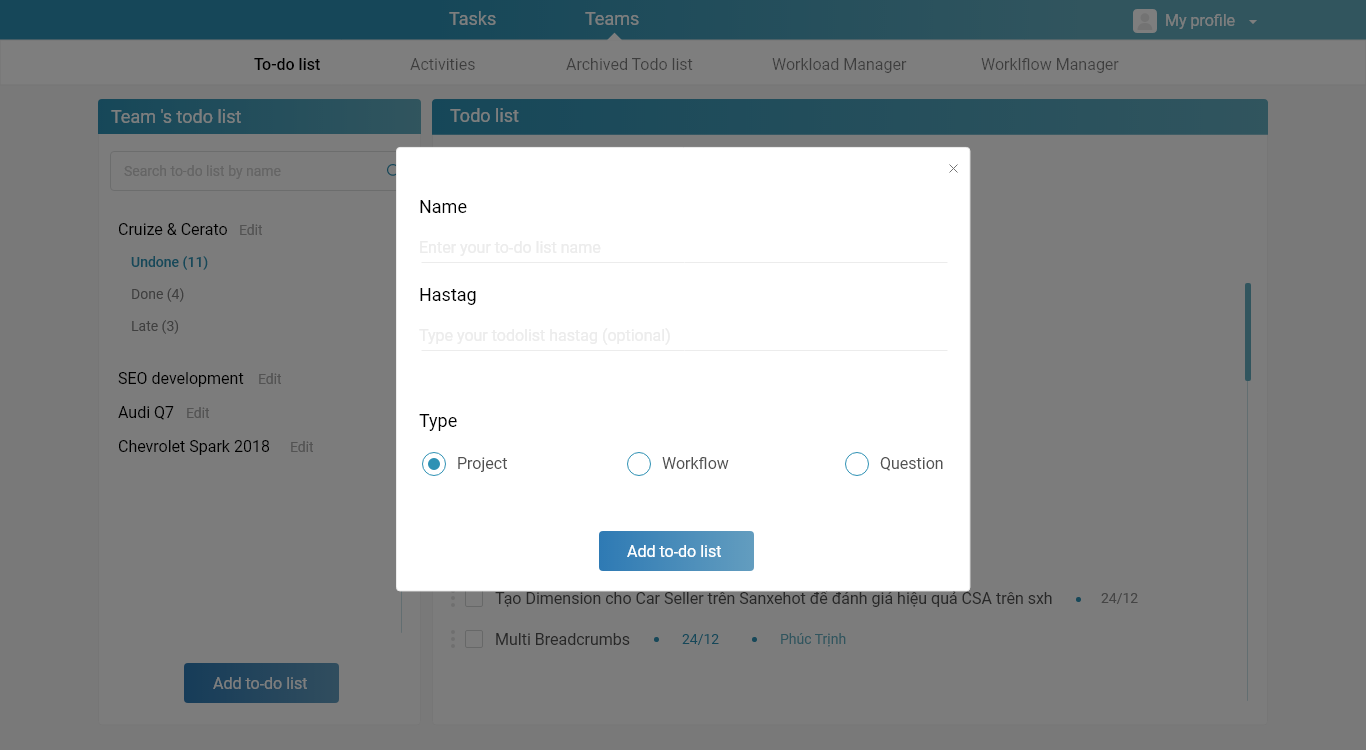 Tasks Teams My profile
To-do list Activities Archived Todo list Workload Manager Worklflow Manager
Team 's todo list
Search to-do list by name
Cruize & Cerato Edit
Undone (11)
Done (4)
Late (3)
SEO development Edit
Audi Q7 Edit
Chevrolet Spark 2018 Edit
Add to-do list
Todo list
Name
Enter your to-do list name
Hastag
Type your todolist hastag (optional)
Type
Project Workflow Question
Add to-do list
Tạo Dimension cho Car Seller trên Sanxehot để đánh giá hiệu quả CSA trên sxh 24/12
Multi Breadcrumbs 24/12 Phúc Trịnh